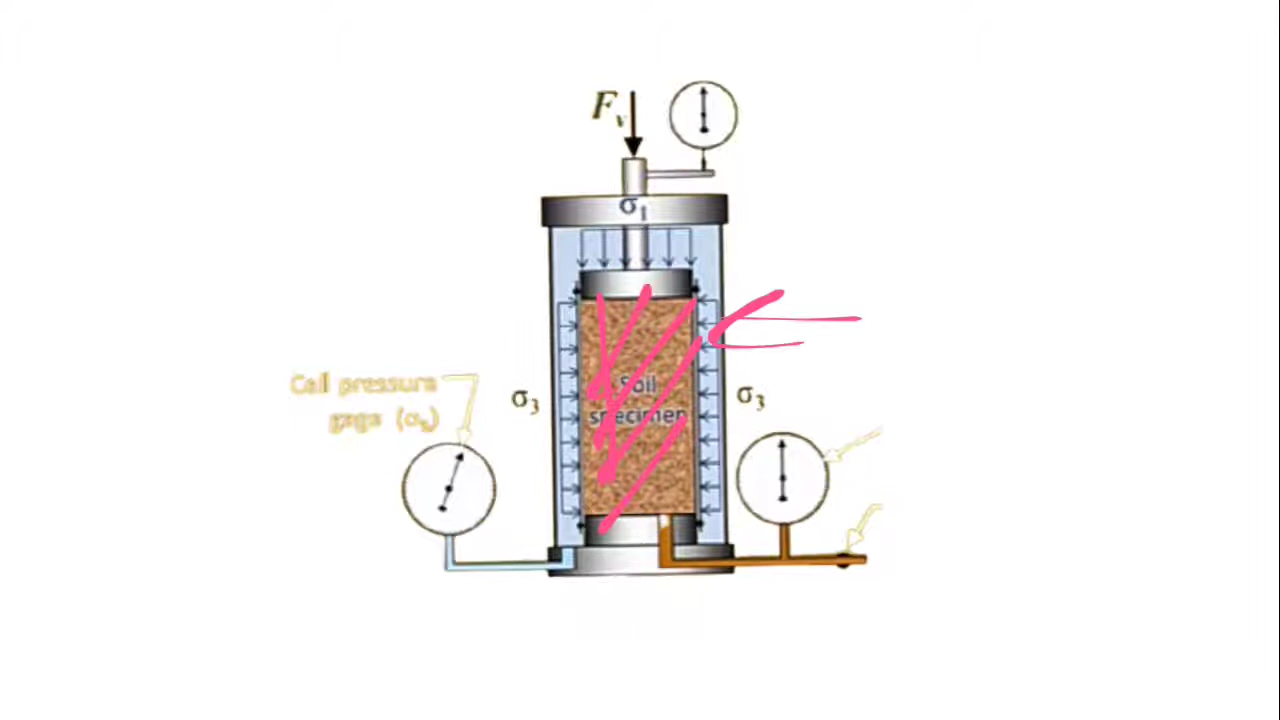 Fv
σ1
Cell pressure
gage (σ3)
σ3
σ3
Soil
specimen